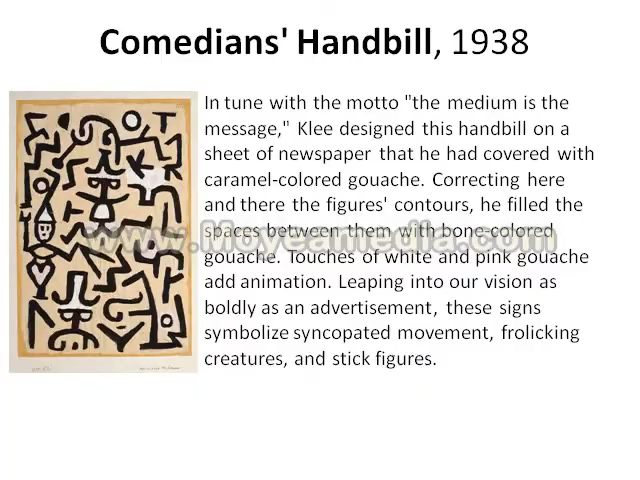 Comedians' Handbill, 1938
In tune with the motto "the medium is the
message," Klee designed this handbill on a
sheet of newspaper that he had covered with
caramel-colored gouache. Correcting here
and there the figures' contours, he filled the
spaces between them with bone-colored
www.Moyeamedia.com
gouache. Touches of white and pink gouache
add animation. Leaping into our vision as
boldly as an advertisement, these signs
symbolize syncopated movement, frolicking
creatures, and stick figures.